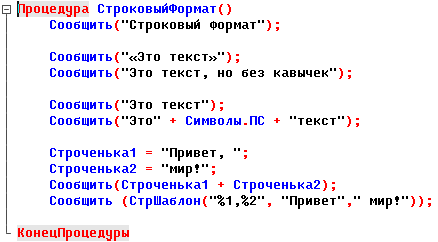 Процедура СтроковыйФормат()
Сообщить("Строковый формат");
Сообщить("«Это текст»");
Сообщить("Это текст, но без кавычек");
Сообщить("Это текст");
Сообщить("Это" + Символы.ПС + "текст");
Строченька1 = "Привет, ";
Строченька2 = "мир!";
Сообщить(Строченька1 + Строченька2);
Сообщить (СтрШаблон("%1,%2", "Привет"," мир!"));
КонецПроцедуры